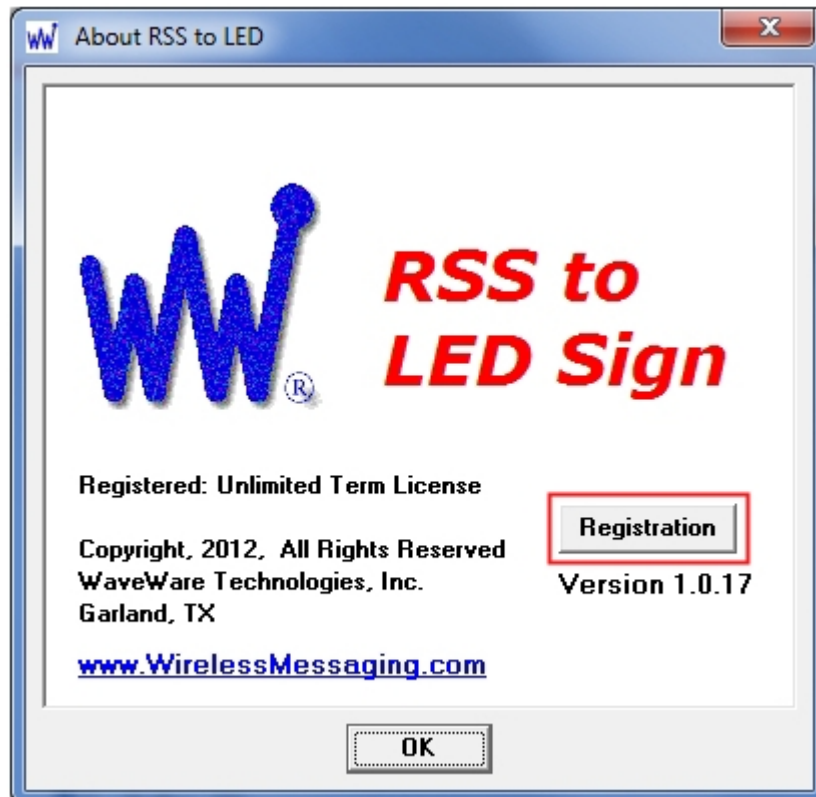 About RSS to LED
WW
®
RSS to
LED Sign
Registered: Unlimited Term License
Registration
Copyright, 2012, All Rights Reserved
WaveWare Technologies, Inc.
Version 1.0.17
Garland, TX
www.WirelessMessaging.com
OK